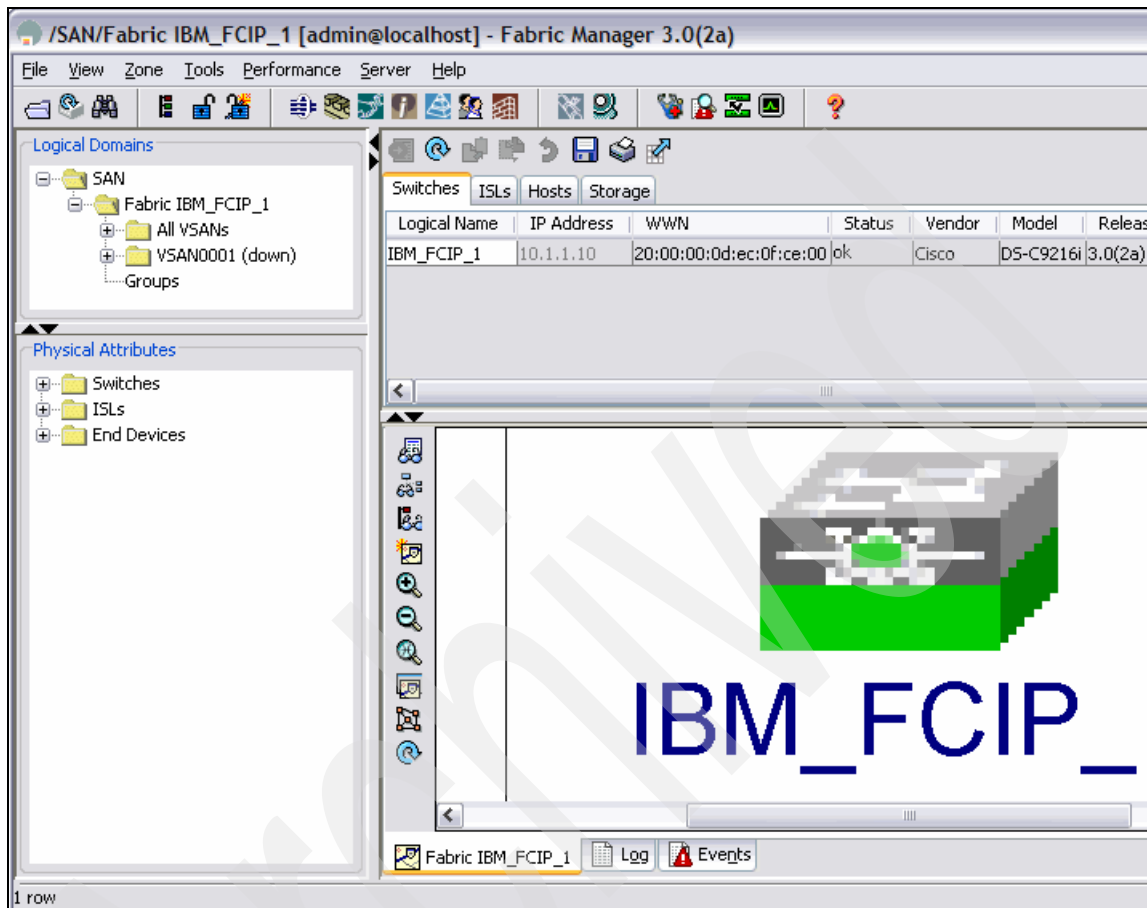 /SAN/Fabric IBM_FCIP_1 [admin@localhost] - Fabric Manager 3.0(2a)
File View Zone Tools Performance Server Help
Logical Domains
SAN
Fabric IBM_FCIP_1
All VSANs
VSAN0001 (down)
Groups
Physical Attributes
Switches
ISLs
End Devices
Switches ISLs Hosts Storage
Logical Name IP Address WWN Status Vendor Model Releas
IBM_FCIP_1 10.1.1.10 20:00:00:0d:ec:0f:ce:00 ok Cisco DS-C9216i 3.0(2a)
IBM_FCIP_
Fabric IBM_FCIP_1 Log Events
1 row